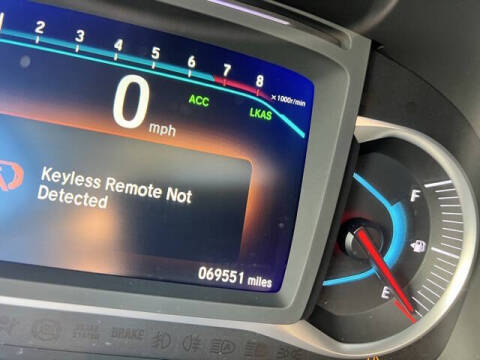 2 3 4 5 6 7 8
x 1000r/min
0
mph
ACC
LKAS
Keyless Remote Not
Detected
069551 miles
F
E
BRAKE